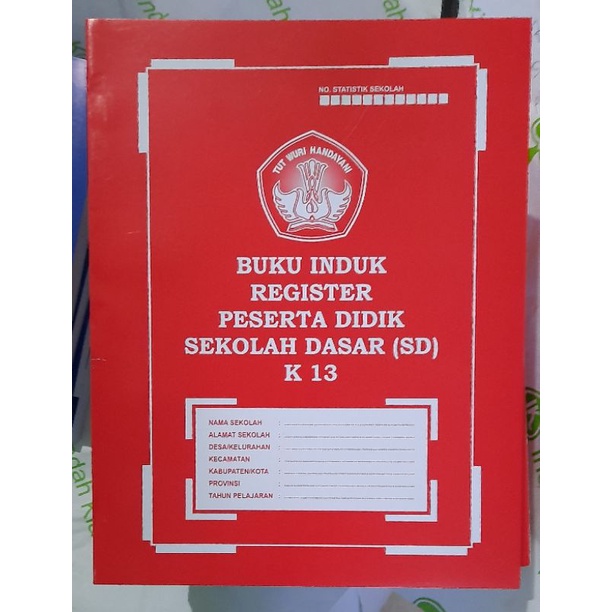 NO. STATISTIK SEKOLAH
TUT WURI HANDAYANI
BUKU INDUK
REGISTER
PESERTA DIDIK
SEKOLAH DASAR (SD)
K 13
NAMA SEKOLAH :
ALAMAT SEKOLAH :
DESA/KELURAHAN :
KECAMATAN :
KABUPATEN/KOTA :
PROVINSI :
TAHUN PELAJARAN :